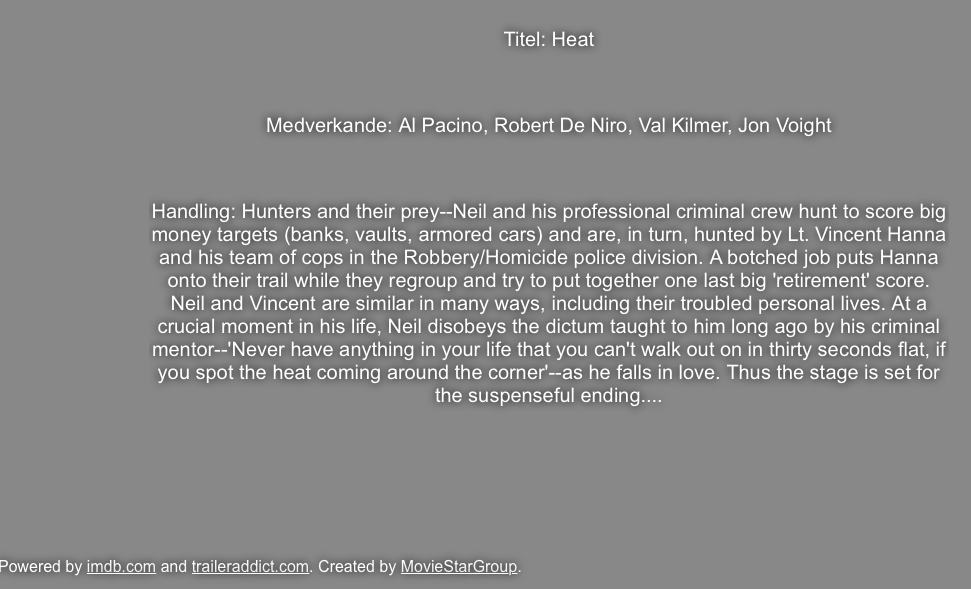 Titel: Heat
Medverkande: Al Pacino, Robert De Niro, Val Kilmer, Jon Voight
Handling: Hunters and their prey--Neil and his professional criminal crew hunt to score big
money targets (banks, vaults, armored cars) and are, in turn, hunted by Lt. Vincent Hanna
and his team of cops in the Robbery/Homicide police division. A botched job puts Hanna
onto their trail while they regroup and try to put together one last big 'retirement' score.
Neil and Vincent are similar in many ways, including their troubled personal lives. At a
crucial moment in his life, Neil disobeys the dictum taught to him long ago by his criminal
mentor--'Never have anything in your life that you can't walk out on in thirty seconds flat, if
you spot the heat coming around the corner'--as he falls in love. Thus the stage is set for
the suspenseful ending....
Powered by imdb.com and traileraddict.com. Created by MovieStarGroup.